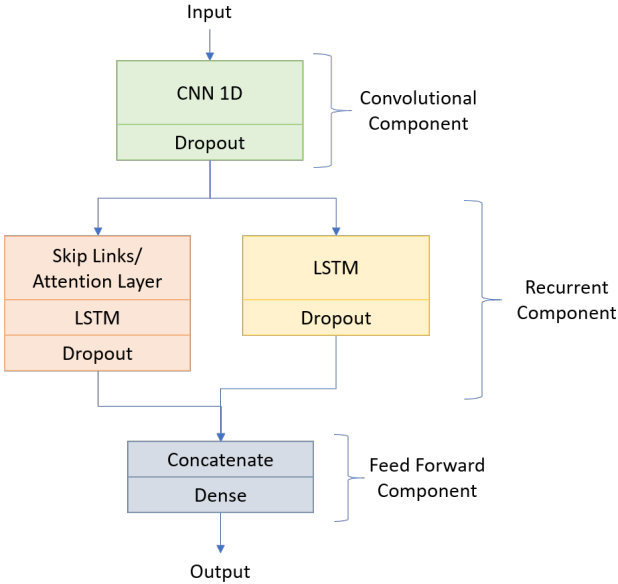 Input
CNN 1D
Dropout
Convolutional
Component
Skip Links/
Attention Layer
LSTM
Dropout
LSTM
Dropout
Recurrent
Component
Concatenate
Dense
Feed Forward
Component
Output